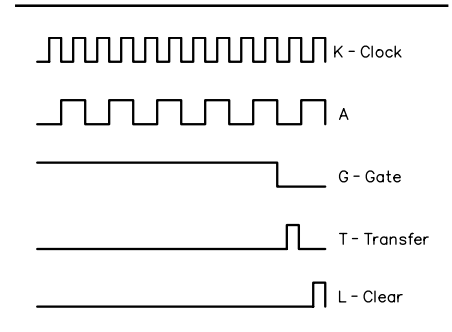 K - Clock
A
G - Gate
T - Transfer
L - Clear